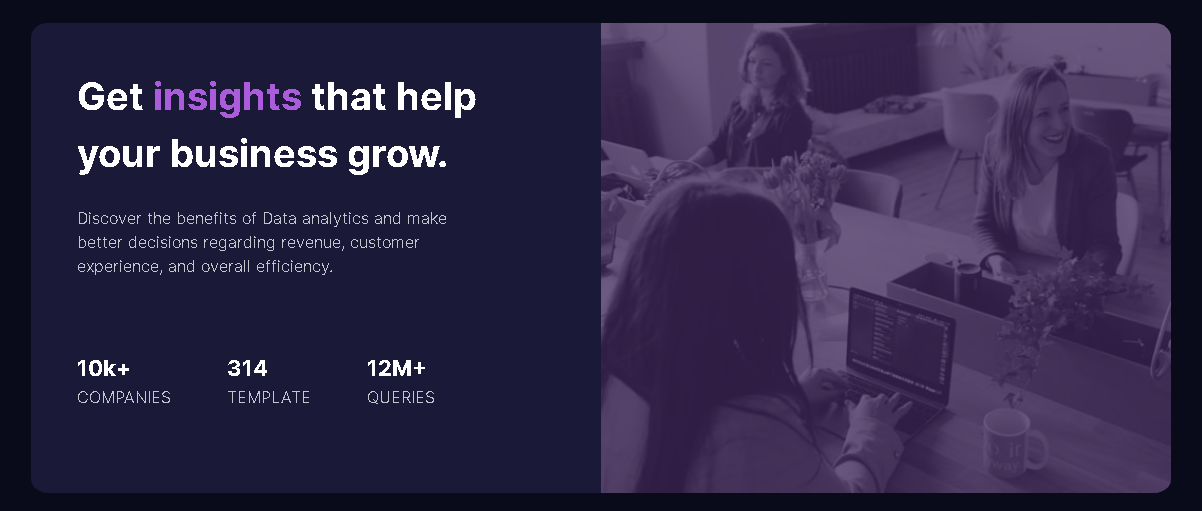 Get insights that help
your business grow.
Discover the benefits of Data analytics and make
better decisions regarding revenue, customer
experience, and overall efficiency.
10k+ 314 12M+
COMPANIES TEMPLATE QUERIES